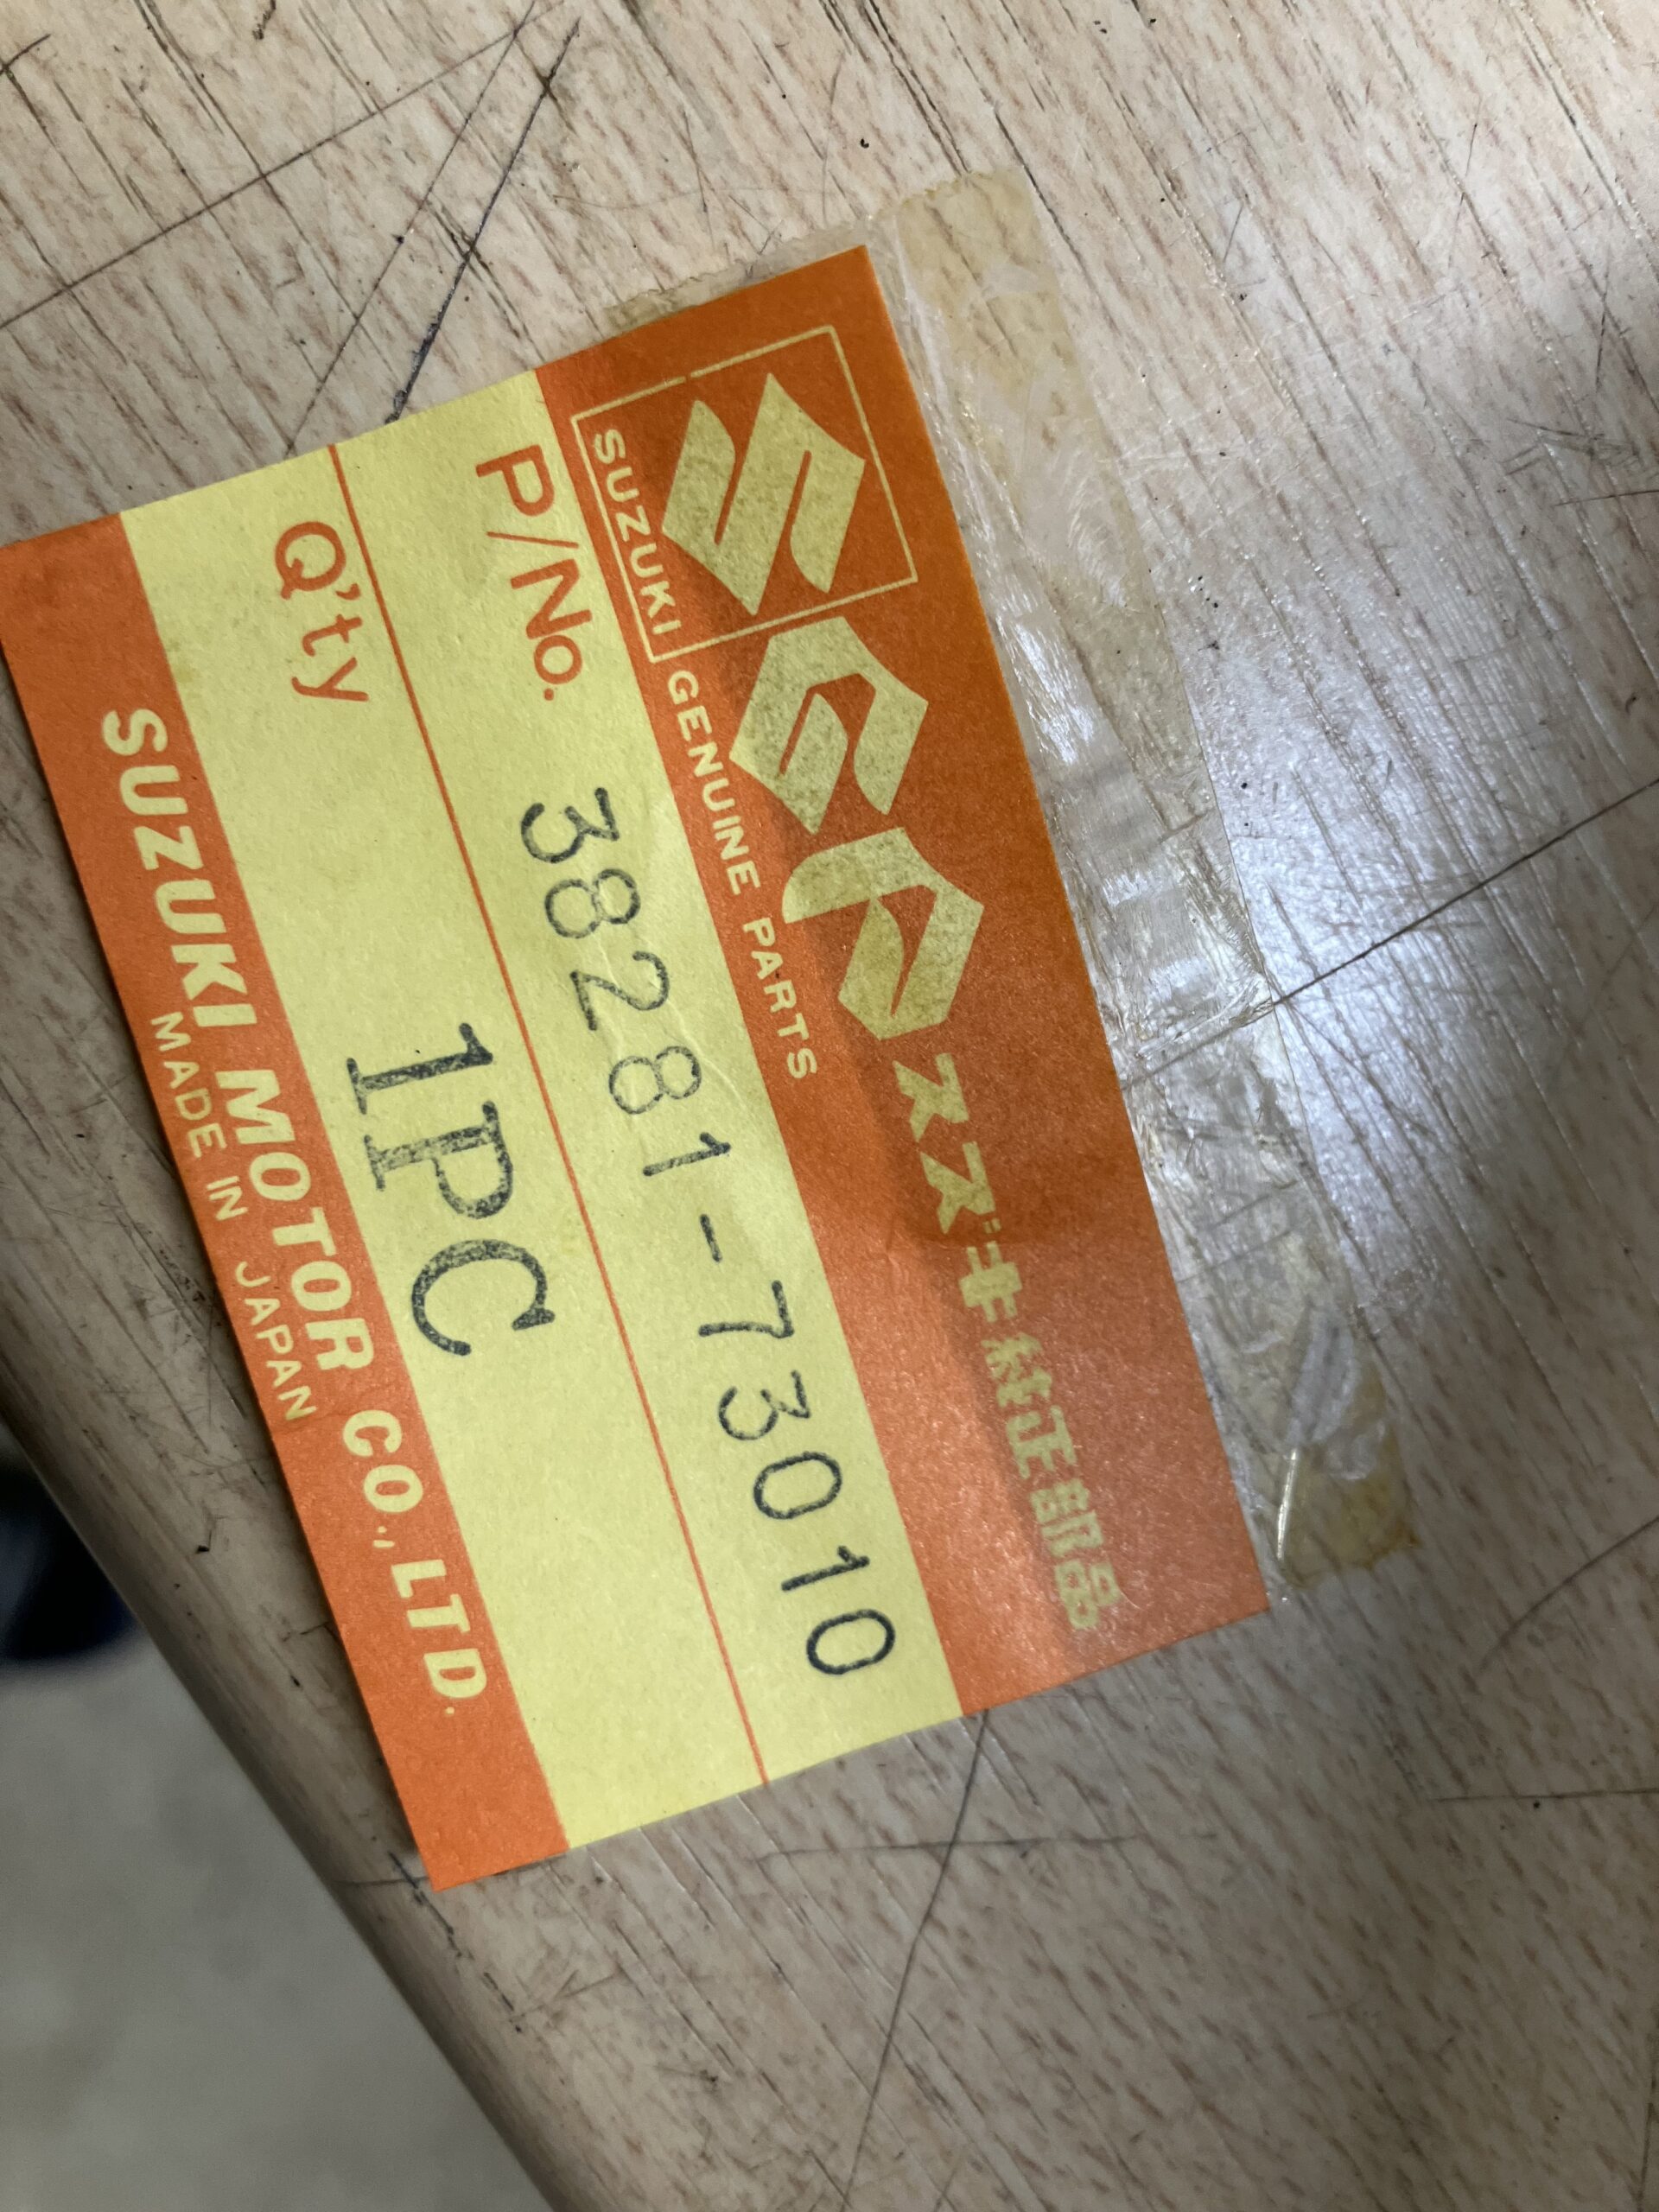 SUZUKI
SGP スズキ純正部品
GENUINE PARTS
P/No. 38281-73010
Q'ty 1PC
SUZUKI MOTOR CO.,LTD.
MADE IN JAPAN